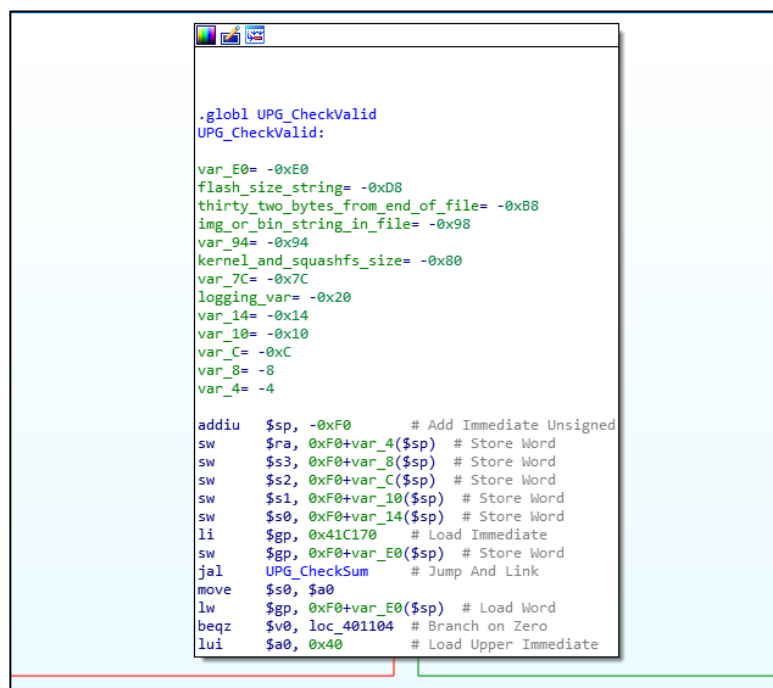 .globl UPG_CheckValid
UPG_CheckValid:
var_E0= -0xE0
flash_size_string= -0xD8
thirty_two_bytes_from_end_of_file= -0xB8
img_or_bin_string_in_file= -0x98
var_94= -0x94
kernel_and_squashfs_size= -0x80
var_7C= -0x7C
logging_var= -0x20
var_14= -0x14
var_10= -0x10
var_C= -0xC
var_8= -8
var_4= -4
addiu $sp, -0xF0 # Add Immediate Unsigned
sw $ra, 0xF0+var_4($sp) # Store Word
sw $s3, 0xF0+var_8($sp) # Store Word
sw $s2, 0xF0+var_C($sp) # Store Word
sw $s1, 0xF0+var_10($sp) # Store Word
sw $s0, 0xF0+var_14($sp) # Store Word
li $gp, 0x41C170 # Load Immediate
sw $gp, 0xF0+var_E0($sp) # Store Word
jal UPG_CheckSum # Jump And Link
move $s0, $a0
lw $gp, 0xF0+var_E0($sp) # Load Word
beqz $v0, loc_401104 # Branch on Zero
lui $a0, 0x40 # Load Upper Immediate